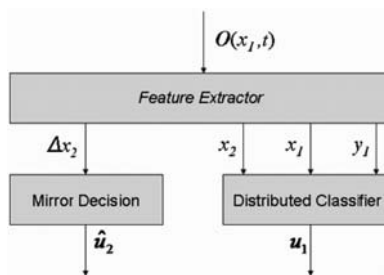 O(x₁,t)
Feature Extractor
Δx₂ x₂ x₁ y₁
Mirror Decision Distributed Classifier
û₂ u₁